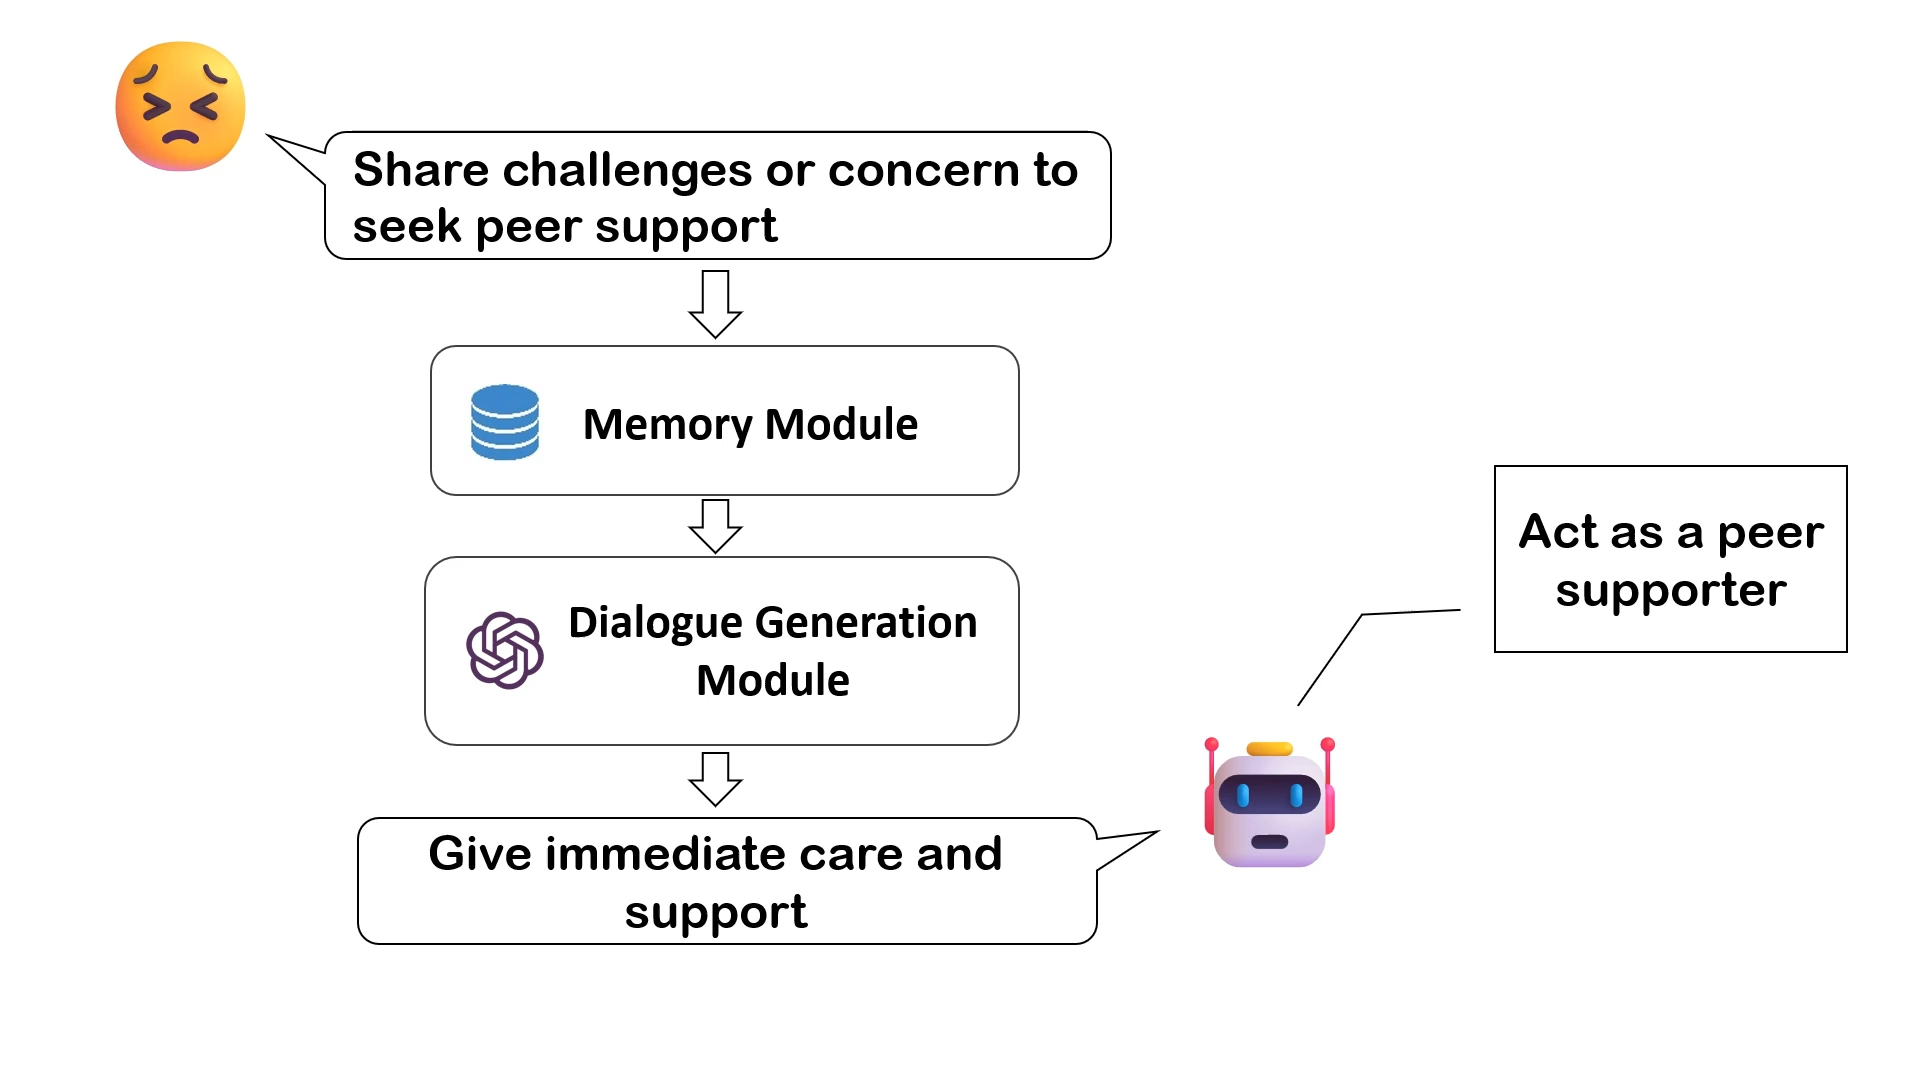 Share challenges or concern to
seek peer support
Memory Module
Dialogue Generation
Module
Act as a peer
supporter
Give immediate care and
support